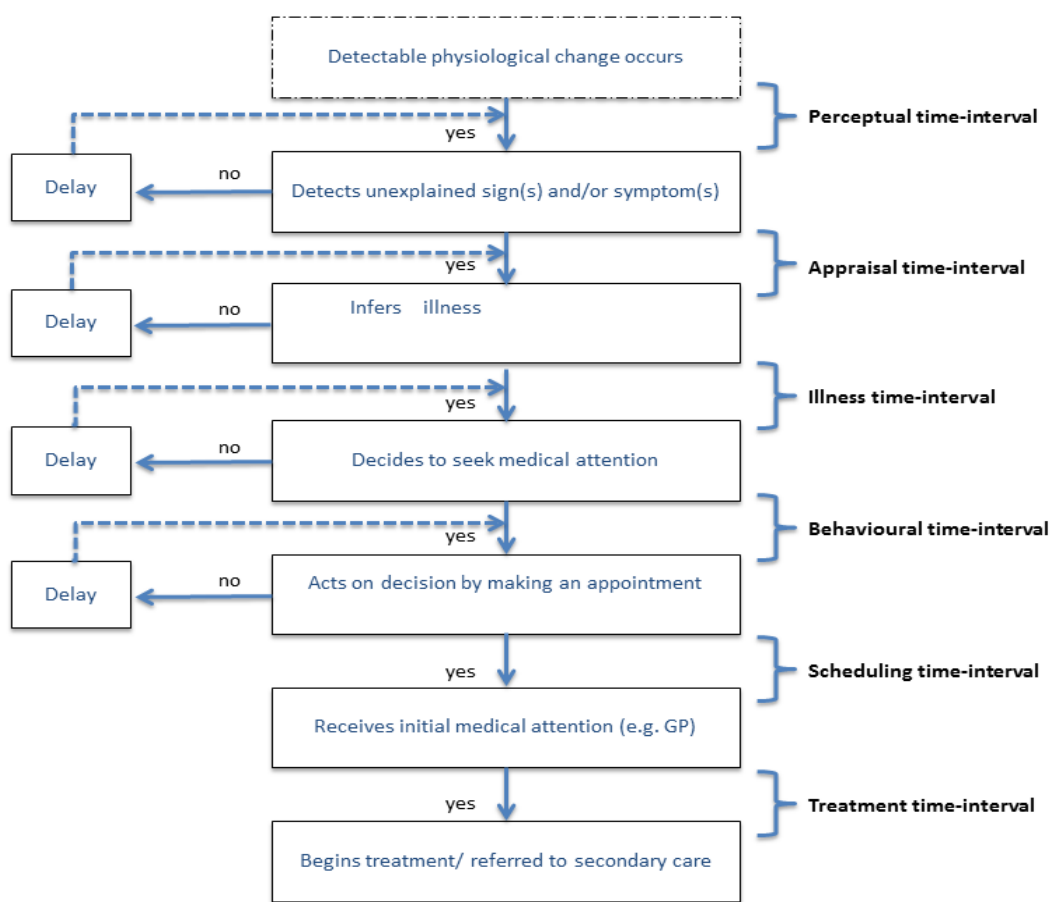 Detectable physiological change occurs
Perceptual time-interval
yes
Delay
no
Detects unexplained sign(s) and/or symptom(s)
Appraisal time-interval
yes
Delay
no
Infers illness
Illness time-interval
yes
Delay
no
Decides to seek medical attention
Behavioural time-interval
yes
Delay
no
Acts on decision by making an appointment
Scheduling time-interval
yes
Receives initial medical attention (e.g. GP)
Treatment time-interval
yes
Begins treatment/ referred to secondary care